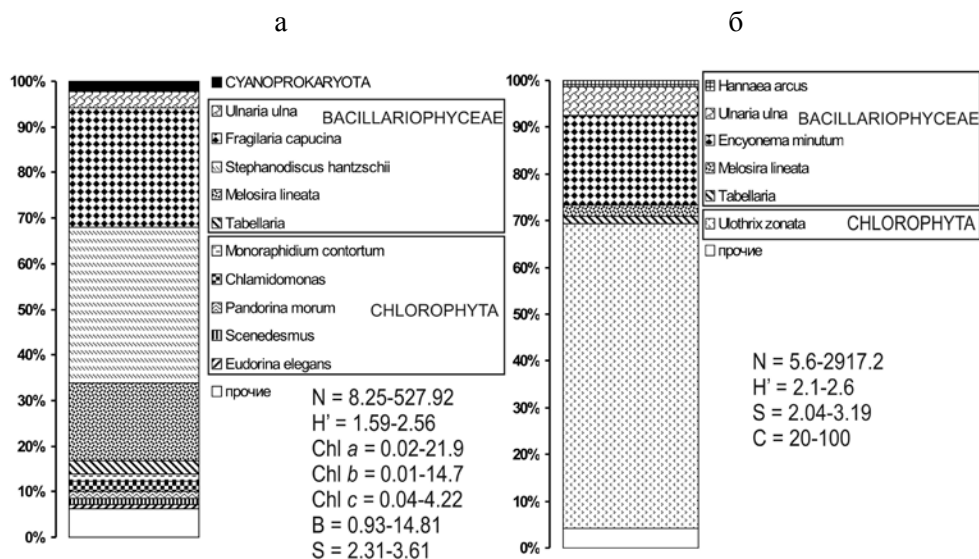 а
100%
90%
80%
70%
60%
50%
40%
30%
20%
10%
0%
CYANOPROKARYOTA
Ulnaria ulna
BACILLARIOPHYCEAE
Fragilaria capucina
Stephanodiscus hantzschii
Melosira lineata
Tabellaria
Monoraphidium contortum
Chlamidomonas
Pandorina morum
CHLOROPHYTA
Scenedesmus
Eudorina elegans
прочие
N = 8.25-527.92
H’ = 1.59-2.56
Chl a = 0.02-21.9
Chl b = 0.01-14.7
Chl c = 0.04-4.22
B = 0.93-14.81
S = 2.31-3.61
б
100%
90%
80%
70%
60%
50%
40%
30%
20%
10%
0%
Hannaea arcus
Ulnaria ulna
BACILLARIOPHYCEAE
Encyonema minutum
Melosira lineata
Tabellaria
Ulothrix zonata
CHLOROPHYTA
прочие
N = 5.6-2917.2
H’ = 2.1-2.6
S = 2.04-3.19
C = 20-100